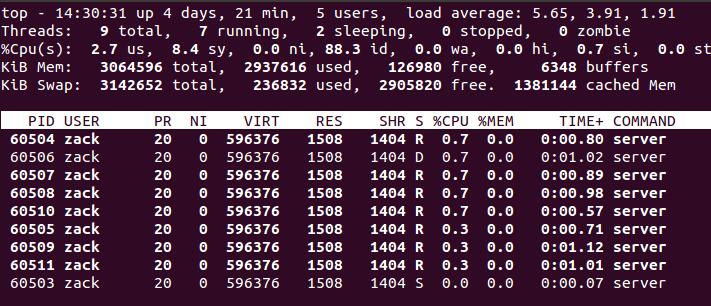 top - 14:30:31 up 4 days, 21 min,  5 users,  load average: 5.65, 3.91, 1.91
Threads:   9 total,   7 running,   2 sleeping,   0 stopped,   0 zombie
%Cpu(s):  2.7 us,  8.4 sy,  0.0 ni, 88.3 id,  0.0 wa,  0.0 hi,  0.7 si,  0.0 st
KiB Mem:   3064596 total,  2937616 used,   126980 free,     6348 buffers
KiB Swap:  3142652 total,   236832 used,  2905820 free.  1381144 cached Mem
PID USER      PR  NI    VIRT    RES    SHR S %CPU %MEM     TIME+ COMMAND
60504 zack      20   0  596376   1508   1404 R  0.7  0.0   0:00.80 server
60506 zack      20   0  596376   1508   1404 D  0.7  0.0   0:01.02 server
60507 zack      20   0  596376   1508   1404 R  0.7  0.0   0:00.89 server
60508 zack      20   0  596376   1508   1404 R  0.7  0.0   0:00.98 server
60510 zack      20   0  596376   1508   1404 R  0.7  0.0   0:00.57 server
60505 zack      20   0  596376   1508   1404 R  0.3  0.0   0:00.71 server
60509 zack      20   0  596376   1508   1404 R  0.3  0.0   0:01.12 server
60511 zack      20   0  596376   1508   1404 R  0.3  0.0   0:01.01 server
60503 zack      20   0  596376   1508   1404 S  0.0  0.0   0:00.07 server